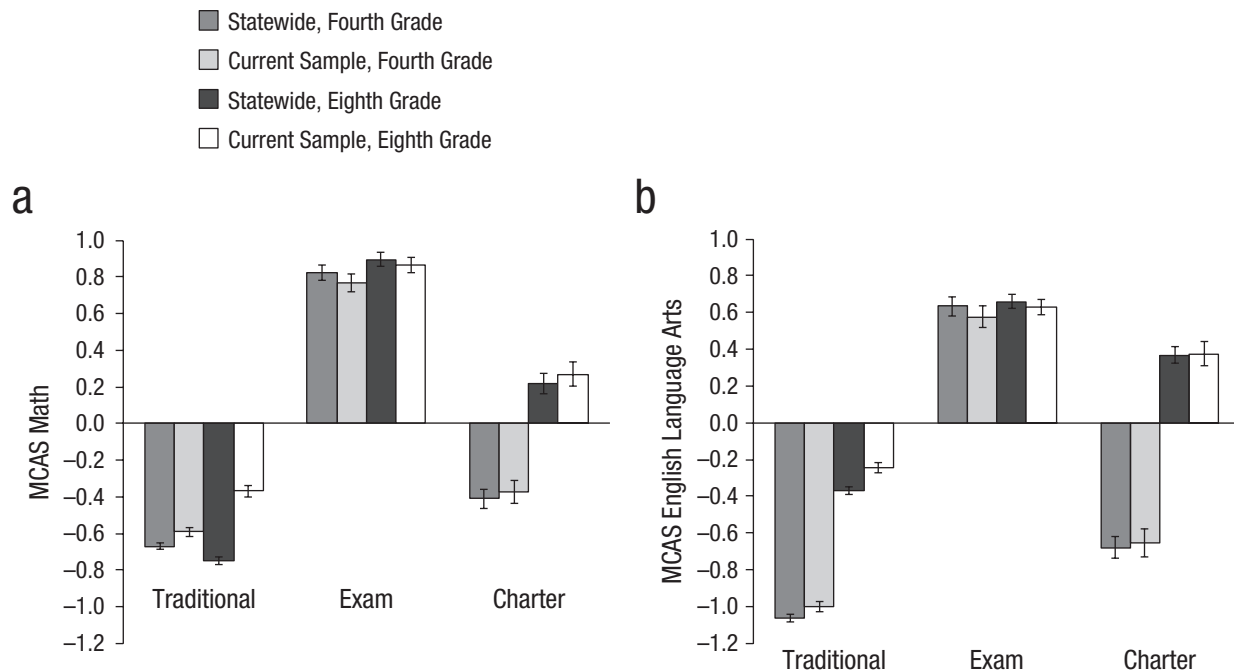 Statewide, Fourth Grade
Current Sample, Fourth Grade
Statewide, Eighth Grade
Current Sample, Eighth Grade
a
MCAS Math
1.0
0.8
0.6
0.4
0.2
0.0
–0.2
–0.4
–0.6
–0.8
–1.0
–1.2
Traditional
Exam
Charter
b
MCAS English Language Arts
1.0
0.8
0.6
0.4
0.2
0.0
–0.2
–0.4
–0.6
–0.8
–1.0
–1.2
Traditional
Exam
Charter